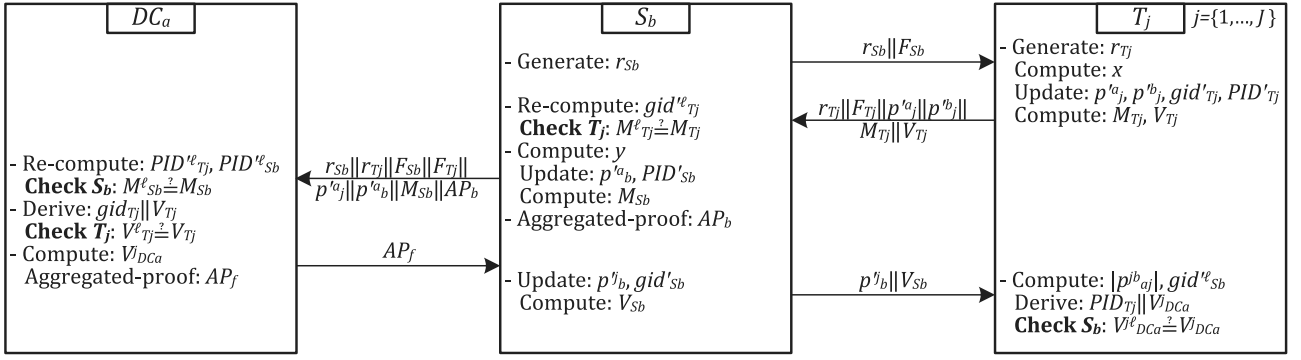 DCₐ
- Re-compute: PID'ℓTj, PID'ℓSb
Check Sb: MℓSb ≟ MSb
- Derive: gidTj||VTj
Check Tj: VℓTj ≟ VTj
- Compute: VjDCa
Aggregated-proof: APf
rSb||rTj||FSb||FTj||
p'aj||p'ab||MSb||APb
APf
Sb
- Generate: rSb
- Re-compute: gid'ℓTj
Check Tj: MℓTj ≟ MTj
- Compute: y
Update: p'ab, PID'Sb
Compute: MSb
- Aggregated-proof: APb
- Update: p'jb, gid'Sb
Compute: VSb
rSb||FSb
rTj||FTj||p'aj||p'bj||
MTj||VTj
p'jb||VSb
Tj j={1,..., J }
- Generate: rTj
Compute: x
Update: p'aj, p'bj, gid'Tj, PID'Tj
Compute: MTj, VTj
- Compute: |pjbaj|, gid'ℓSb
Derive: PIDTj||VjDCa
Check Sb: VjℓDCa ≟ VjDCa